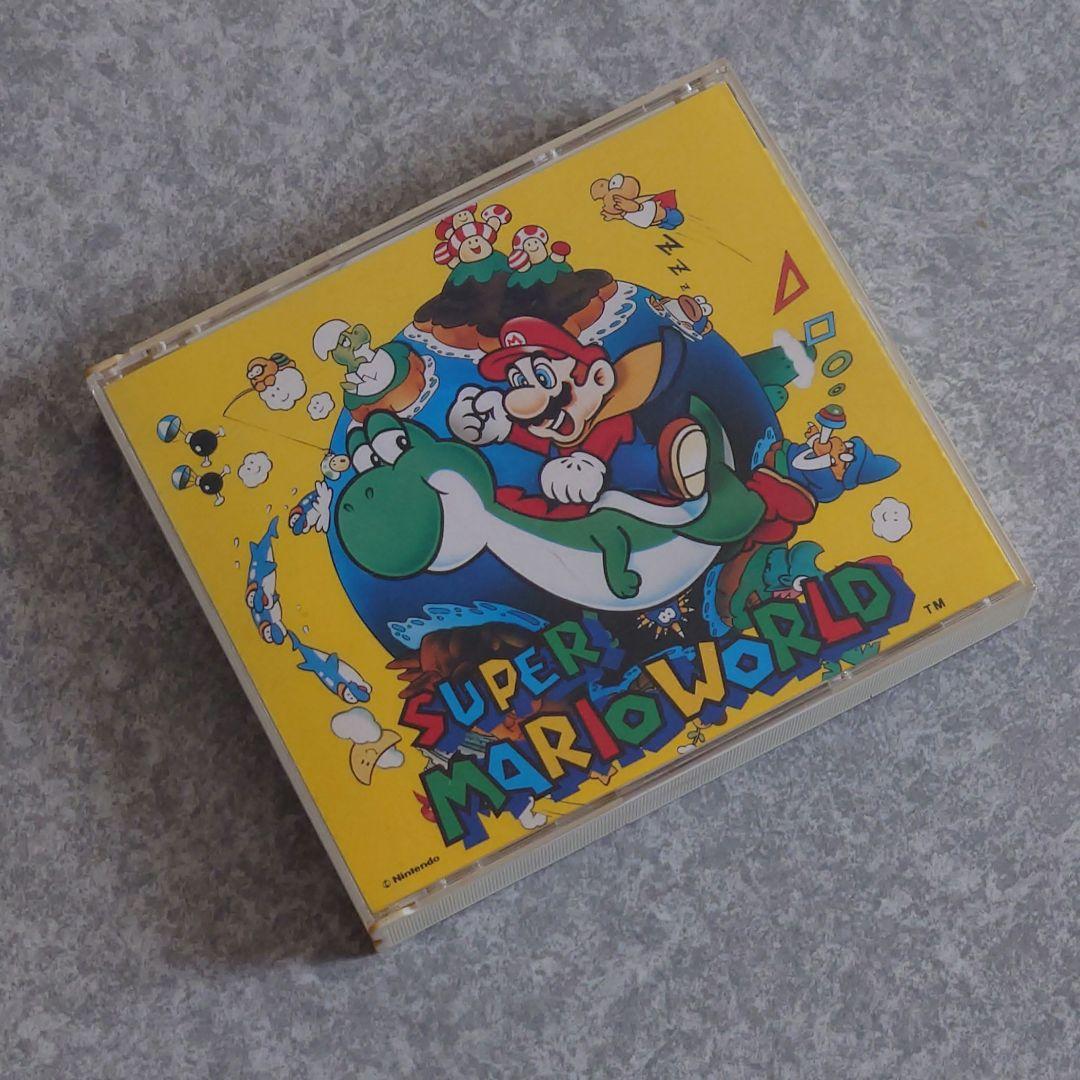 M
z z Z Z
SUPER
MARIO WORLD
TM
© Nintendo